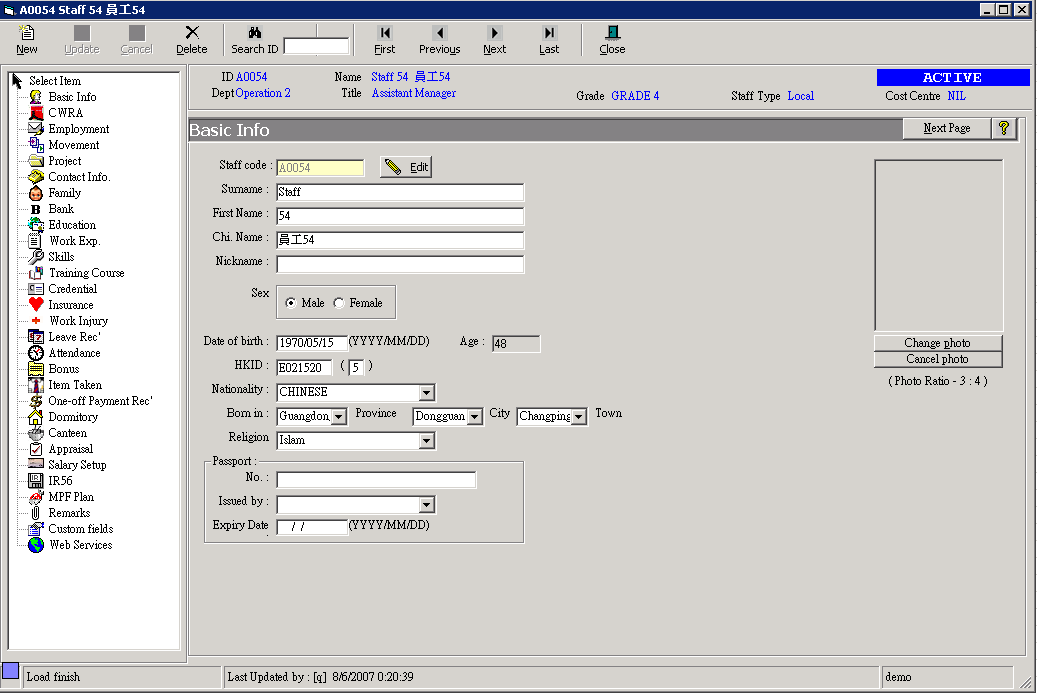 A0054 Staff 54 員工54
New Update Cancel Delete Search ID First Previous Next Last Close
Select Item
Basic Info
CWRA
Employment
Movement
Project
Contact Info.
Family
Bank
Education
Work Exp.
Skills
Training Course
Credential
Insurance
Work Injury
Leave Rec'
Attendance
Bonus
Item Taken
One-off Payment Rec'
Dormitory
Canteen
Appraisal
Salary Setup
IR56
MPF Plan
Remarks
Custom fields
Web Services
ID A0054 Name Staff 54 員工54 ACTIVE
Dept Operation 2 Title Assistant Manager Grade GRADE 4 Staff Type Local Cost Centre NIL
Basic Info Next Page ?
Staff code : A0054 Edit
Surname : Staff
First Name : 54
Chi. Name : 員工54
Nickname :
Sex Male Female
Date of birth : 1970/05/15 (YYYY/MM/DD) Age : 48
HKID : E021520 ( 5 )
Nationality : CHINESE
Born in : Guangdon Province Dongguan City Changping Town
Religion Islam
Passport :
No. :
Issued by :
Expiry Date : / / (YYYY/MM/DD)
Change photo
Cancel photo
( Photo Ratio - 3 : 4 )
Load finish Last Updated by : [q] 8/6/2007 0:20:39 demo